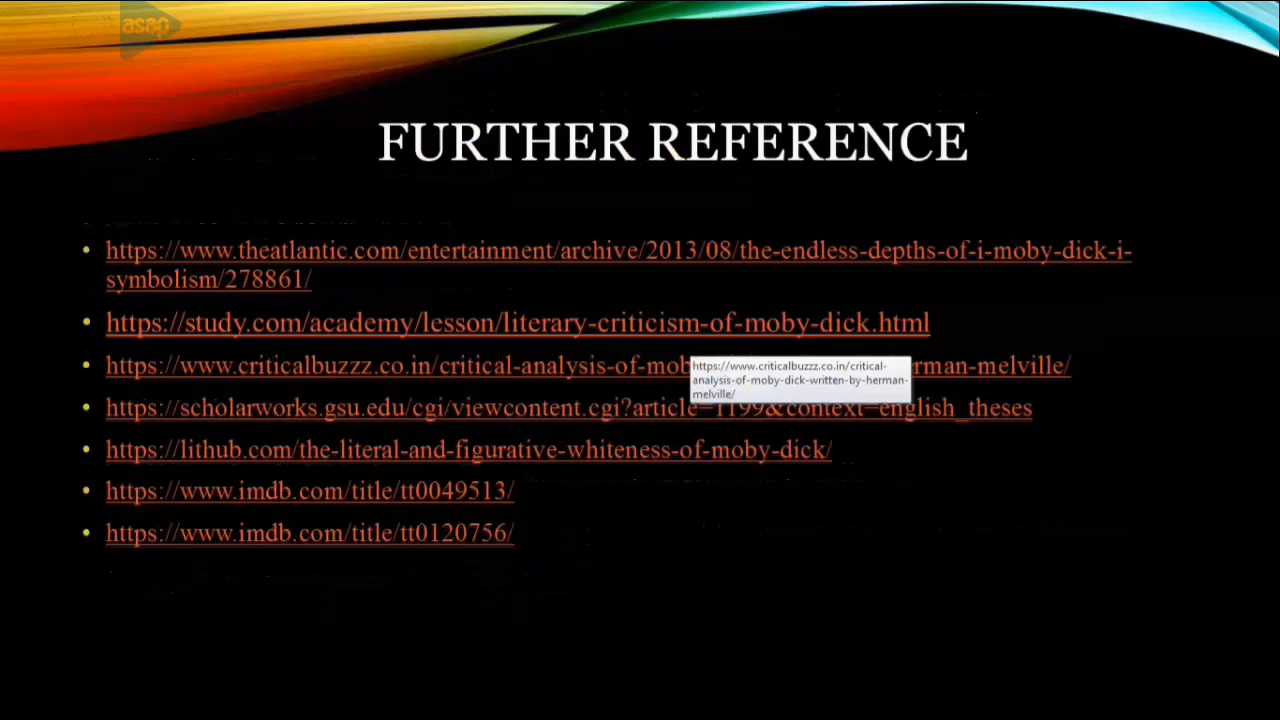 asap
FURTHER REFERENCE
• https://www.theatlantic.com/entertainment/archive/2013/08/the-endless-depths-of-i-moby-dick-i-
symbolism/278861/
• https://study.com/academy/lesson/literary-criticism-of-moby-dick.html
• https://www.criticalbuzzz.co.in/critical-analysis-of-mob erman-melville/
https://www.criticalbuzzz.co.in/critical-
analysis-of-moby-dick-written-by-herman-
melville/
• https://scholarworks.gsu.edu/cgi/viewcontent.cgi?article=1199&context=english_theses
• https://lithub.com/the-literal-and-figurative-whiteness-of-moby-dick/
• https://www.imdb.com/title/tt0049513/
• https://www.imdb.com/title/tt0120756/